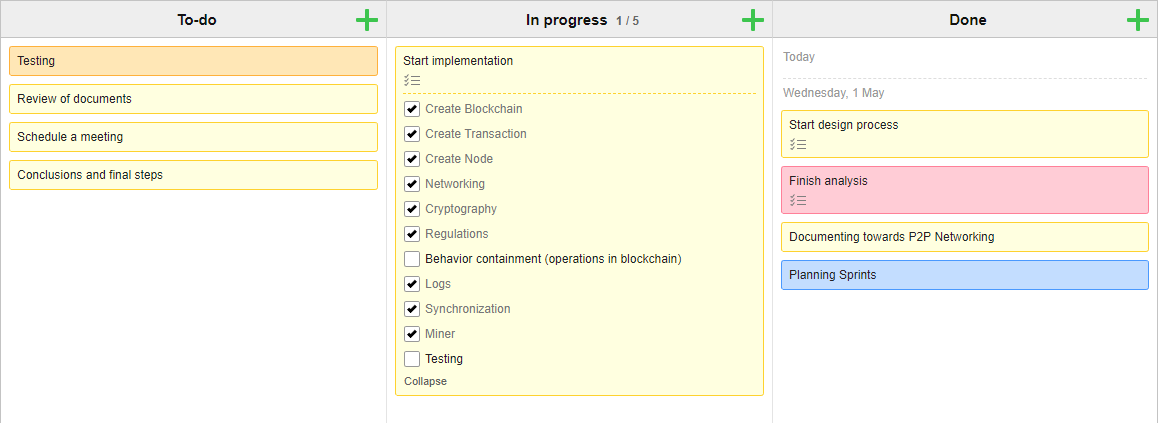 To-do
Testing
Review of documents
Schedule a meeting
Conclusions and final steps
In progress 1 / 5
Start implementation
Create Blockchain
Create Transaction
Create Node
Networking
Cryptography
Regulations
Behavior containment (operations in blockchain)
Logs
Synchronization
Miner
Testing
Collapse
Done
Today
Wednesday, 1 May
Start design process
Finish analysis
Documenting towards P2P Networking
Planning Sprints